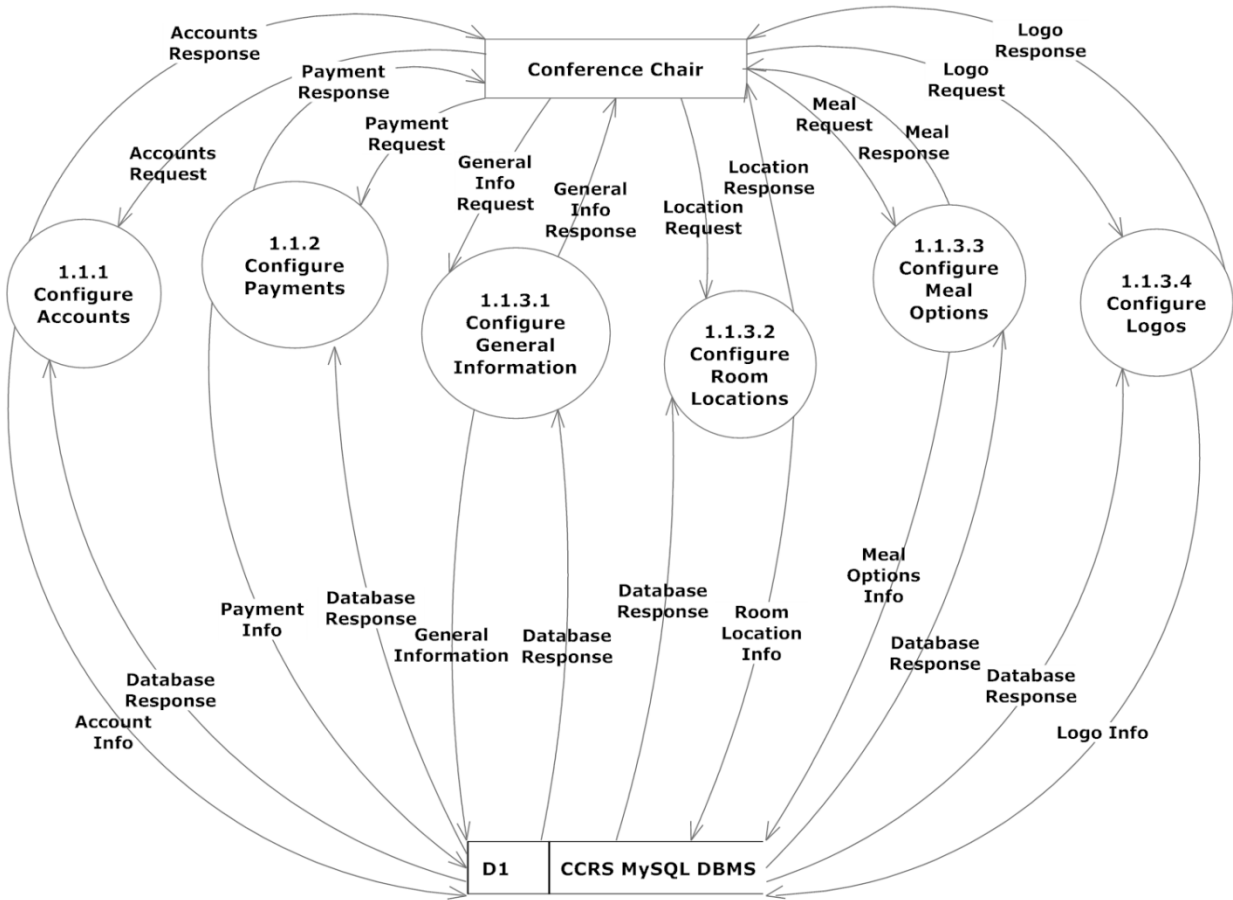 Accounts
Response
Conference Chair
Logo
Response
Payment
Response
Logo
Request
Meal
Request
Meal
Response
Payment
Request
Accounts
Request
General
Info
Request
General
Info
Response
Location
Request
Location
Response
1.1.1
Configure
Accounts
1.1.2
Configure
Payments
1.1.3.1
Configure
General
Information
1.1.3.2
Configure
Room
Locations
1.1.3.3
Configure
Meal
Options
1.1.3.4
Configure
Logos
Payment
Info
Database
Response
General
Information
Database
Response
Database
Response
Room
Location
Info
Meal
Options
Info
Database
Response
Database
Response
Database
Response
Account
Info
Logo Info
D1
CCRS MySQL DBMS